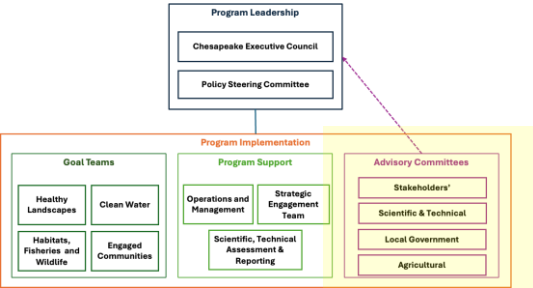 Program Leadership
Chesapeake Executive Council
Policy Steering Committee
Program Implementation
Goal Teams
Healthy
Landscapes
Clean Water
Habitats,
Fisheries and
Wildlife
Engaged
Communities
Program Support
Operations and
Management
Strategic
Engagement
Team
Scientific, Technical
Assessment &
Reporting
Advisory Committees
Stakeholders'
Scientific & Technical
Local Government
Agricultural